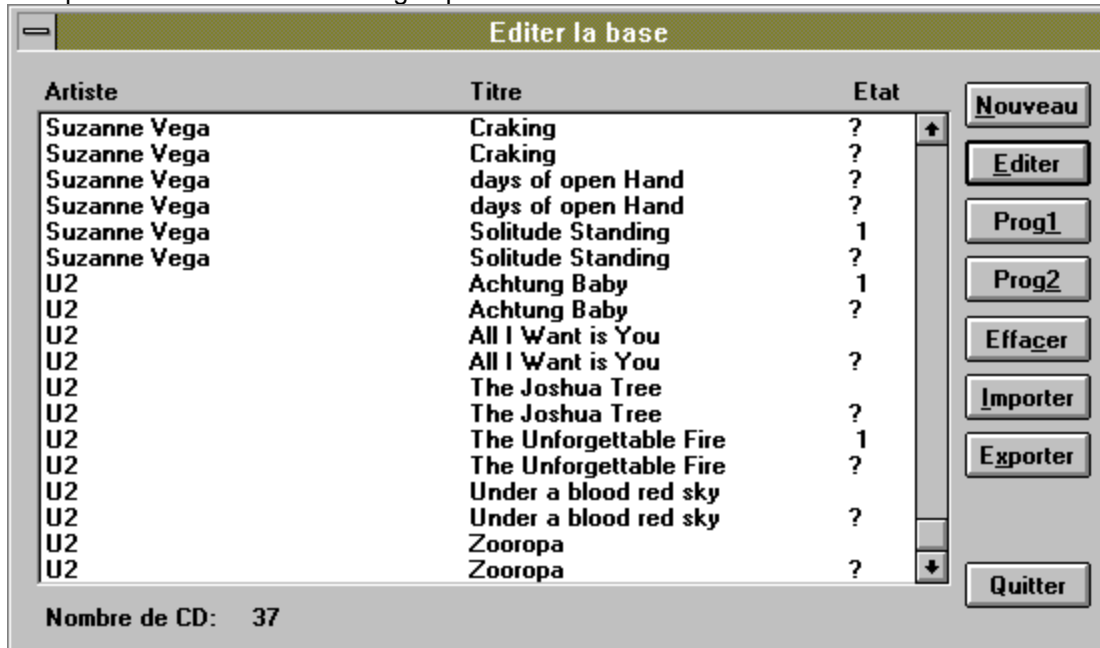 Editer la base
Artiste Titre Etat
Suzanne Vega Craking ?
Suzanne Vega Craking ?
Suzanne Vega days of open Hand ?
Suzanne Vega days of open Hand ?
Suzanne Vega Solitude Standing 1
Suzanne Vega Solitude Standing ?
U2 Achtung Baby 1
U2 Achtung Baby ?
U2 All I Want is You
U2 All I Want is You ?
U2 The Joshua Tree
U2 The Joshua Tree ?
U2 The Unforgettable Fire 1
U2 The Unforgettable Fire ?
U2 Under a blood red sky
U2 Under a blood red sky ?
U2 Zooropa
U2 Zooropa ?
Nombre de CD: 37
Nouveau
Editer
Prog1
Prog2
Effacer
Importer
Exporter
Quitter